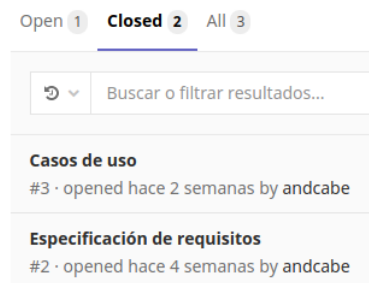 Open 1 Closed 2 All 3
Buscar o filtrar resultados...
Casos de uso
#3 · opened hace 2 semanas by andcabe
Especificación de requisitos
#2 · opened hace 4 semanas by andcabe